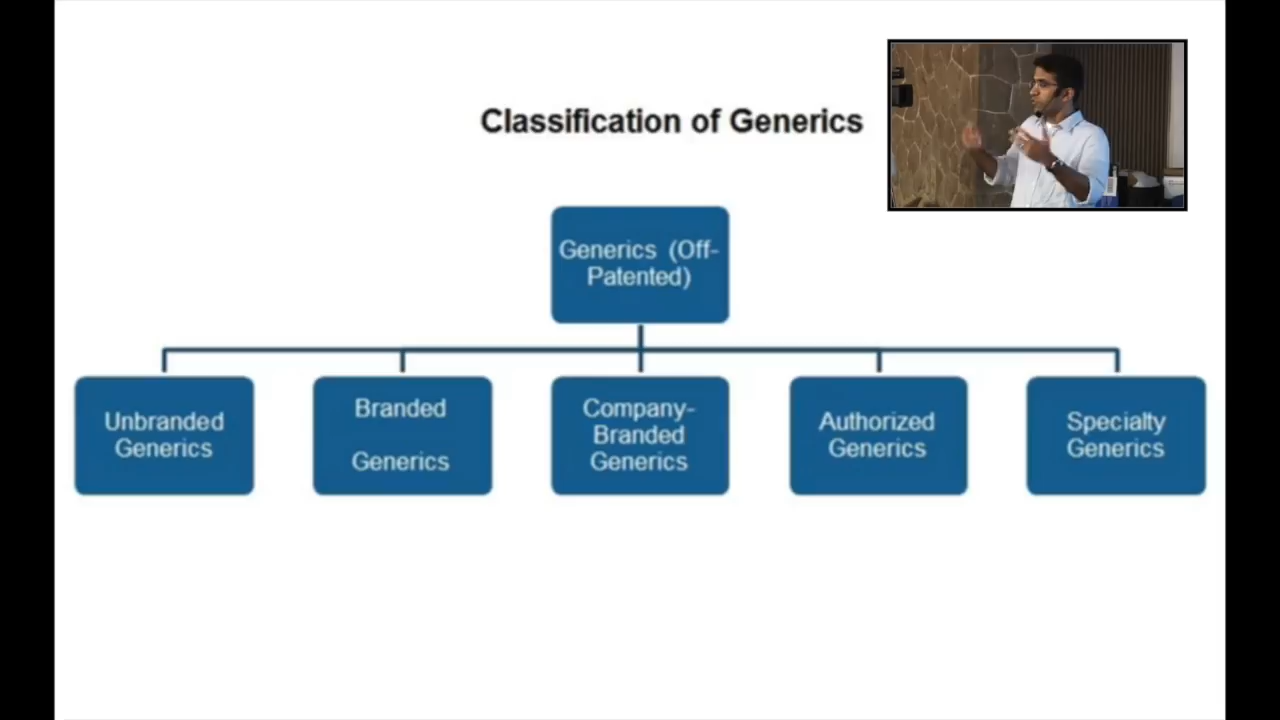 Classification of Generics
Generics (Off-
Patented)
Unbranded
Generics
Branded
Generics
Company-
Branded
Generics
Authorized
Generics
Specialty
Generics